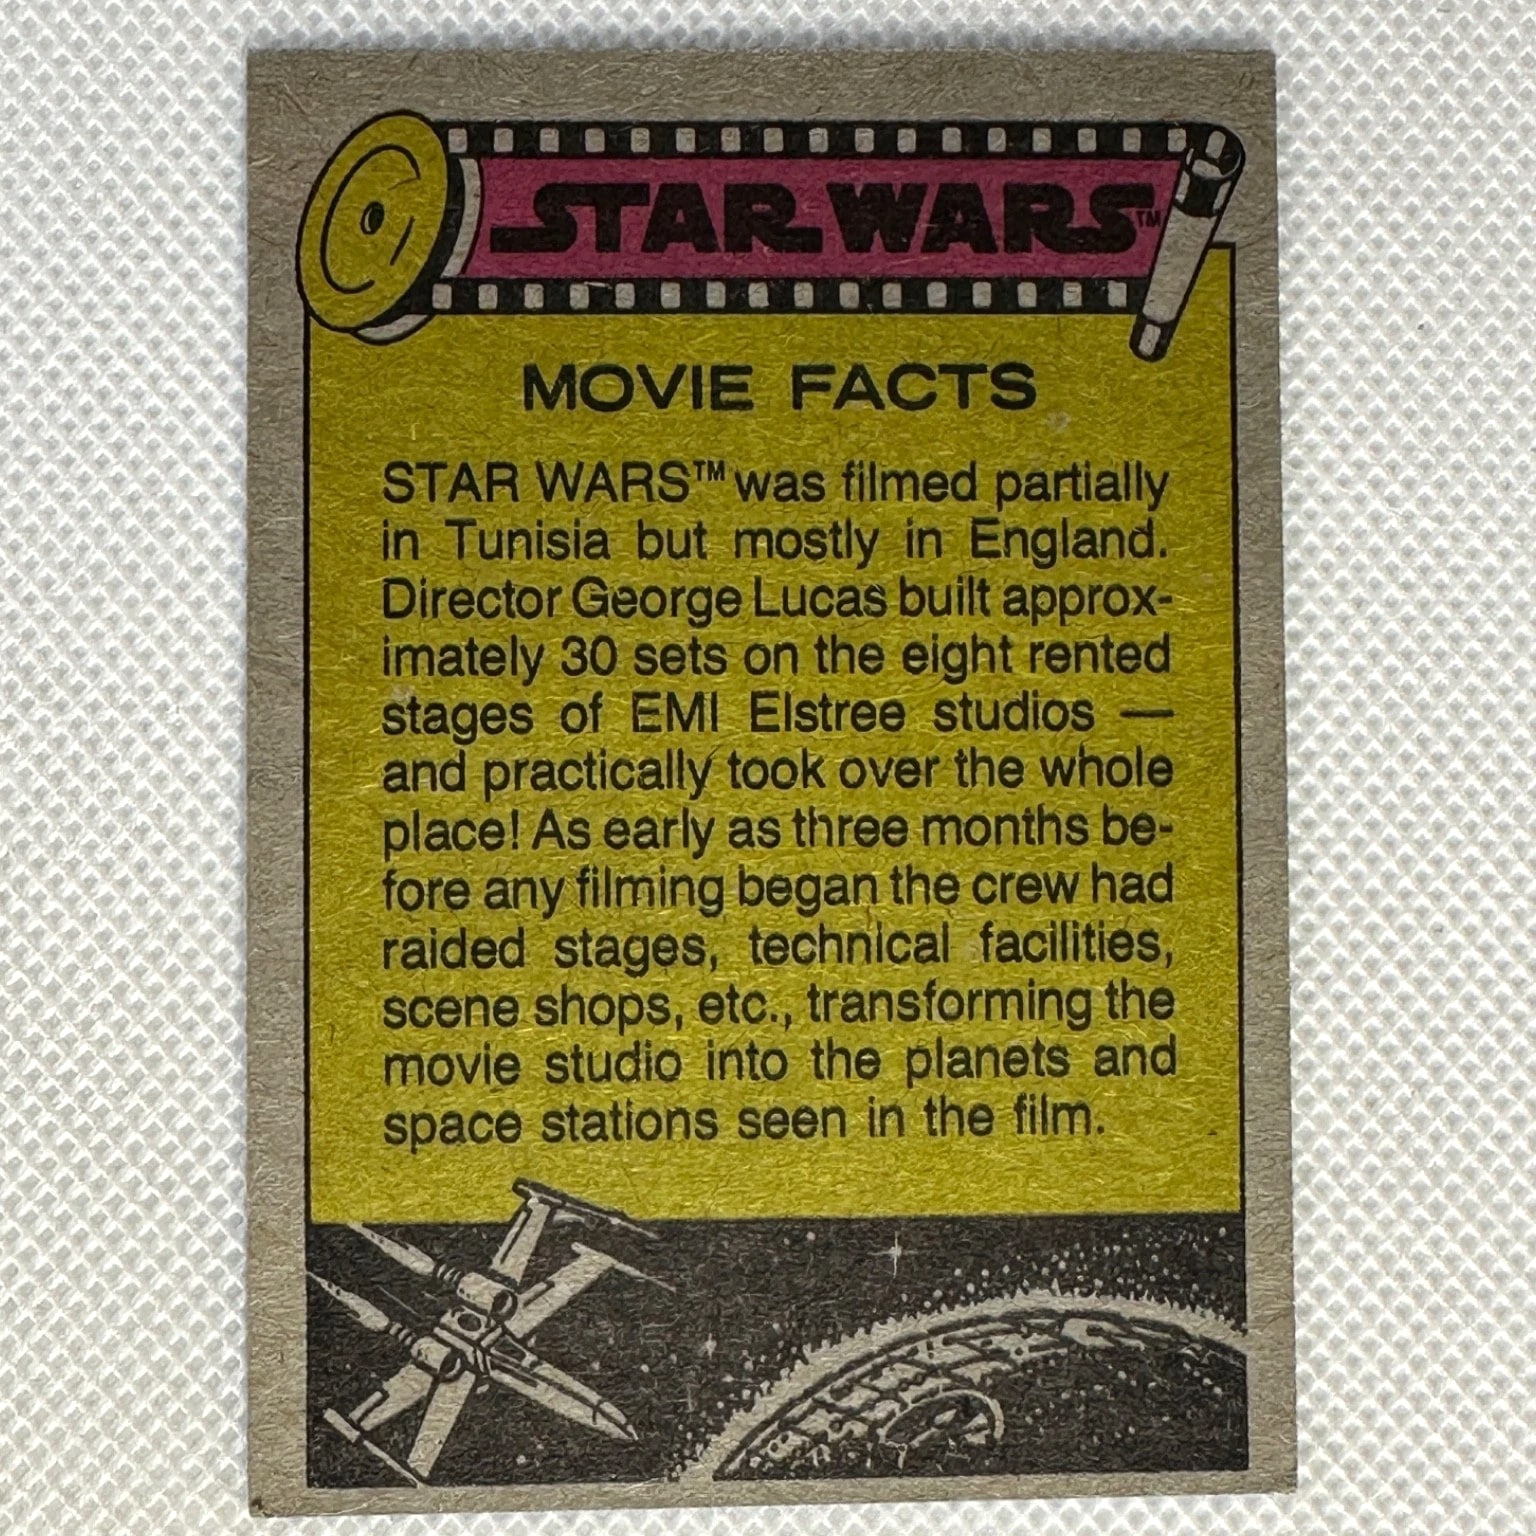 STAR WARS™
MOVIE FACTS
STAR WARS™ was filmed partially
in Tunisia but mostly in England.
Director George Lucas built approx-
imately 30 sets on the eight rented
stages of EMI Elstree studios —
and practically took over the whole
place! As early as three months be-
fore any filming began the crew had
raided stages, technical facilities,
scene shops, etc., transforming the
movie studio into the planets and
space stations seen in the film.